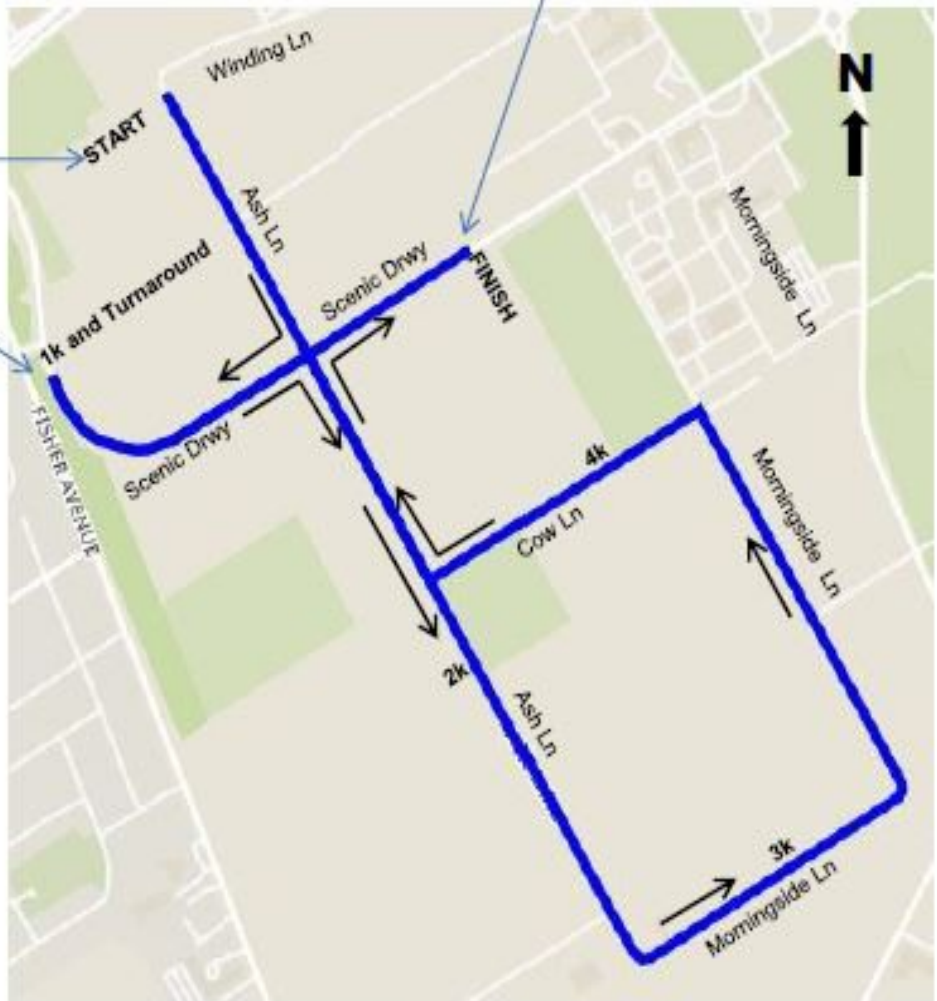 Winding Ln
N
START
Ash Ln
Morningside Ln
1k and Turnaround
Scenic Drwy
FINISH
FISHER AVENUE
Scenic Drwy
4k
Cow Ln
Morningside Ln
2k
Ash Ln
3k
Morningside Ln